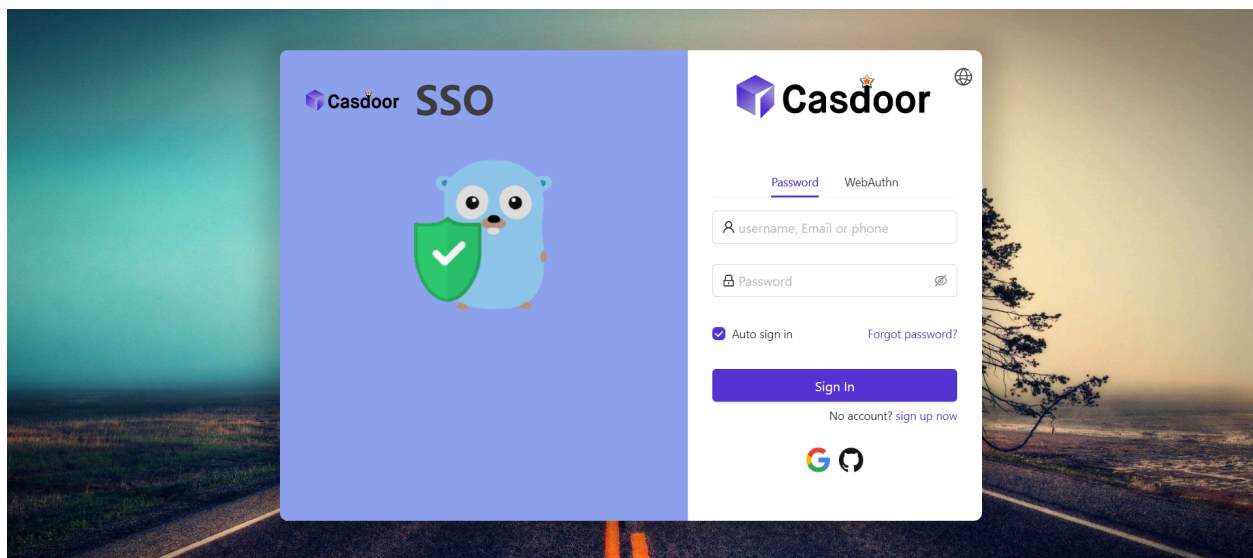 Casdoor SSO
Casdoor
Password WebAuthn
username, Email or phone
Password
Auto sign in Forgot password?
Sign In
No account? sign up now